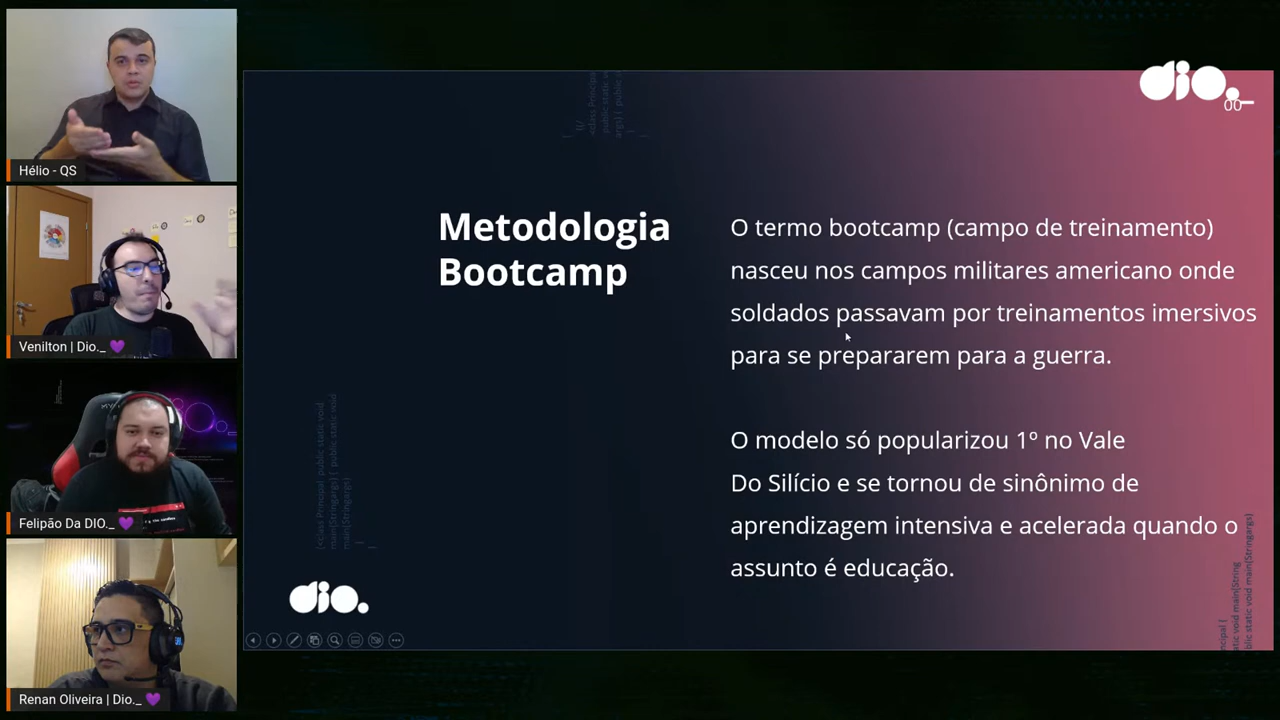 Hélio - QS
Venilton | Dio._ 💜
Felipão Da DIO._ 💜
Renan Oliveira | Dio._ 💜
dio.
Metodologia
Bootcamp
O termo bootcamp (campo de treinamento)
nasceu nos campos militares americano onde
soldados passavam por treinamentos imersivos
para se prepararem para a guerra.
O modelo só popularizou 1º no Vale
Do Silício e se tornou de sinônimo de
aprendizagem intensiva e acelerada quando o
assunto é educação.
dio.